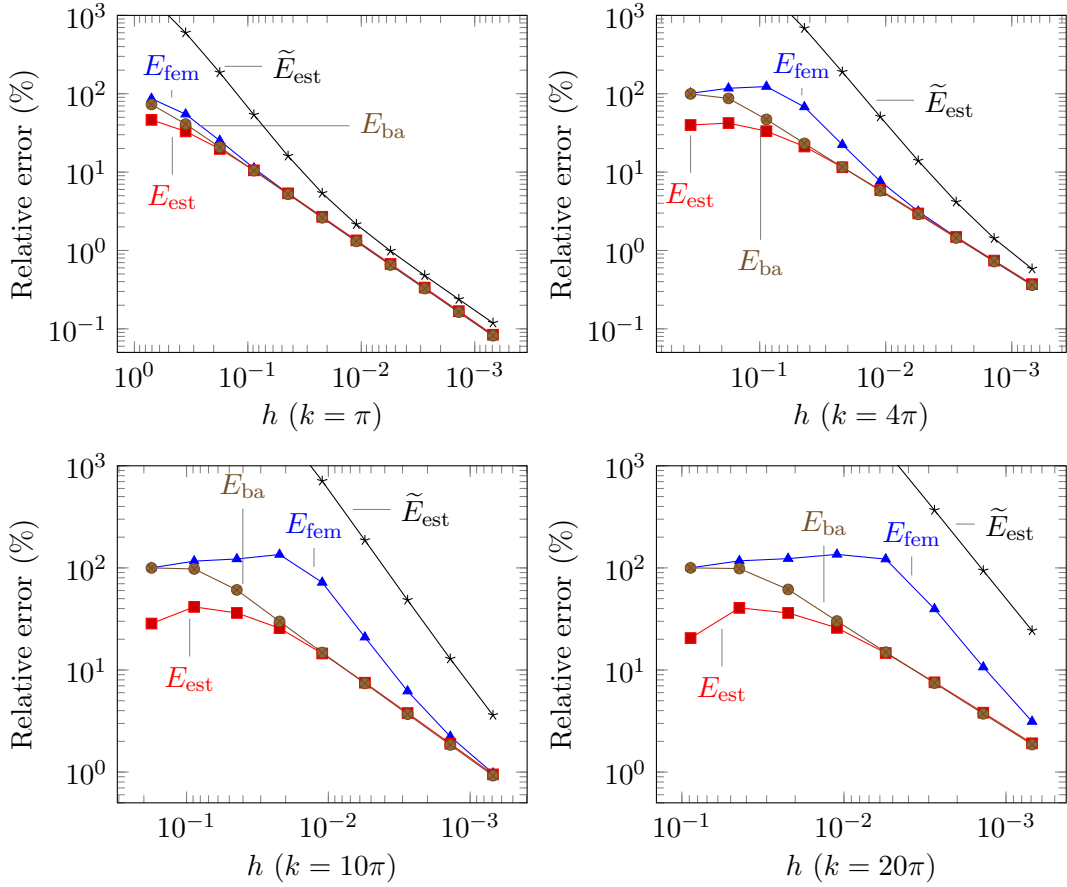 10^3
10^2
10^1
10^0
10^−1
Relative error (%)
E_fem
Ẽ_est
E_ba
E_est
10^0
10^−1
10^−2
10^−3
h (k = π)
10^3
10^2
10^1
10^0
10^−1
Relative error (%)
E_fem
Ẽ_est
E_est
E_ba
10^−1
10^−2
10^−3
h (k = 4π)
10^3
10^2
10^1
10^0
Relative error (%)
E_ba
Ẽ_est
E_fem
E_est
10^−1
10^−2
10^−3
h (k = 10π)
10^3
10^2
10^1
10^0
Relative error (%)
E_ba
Ẽ_est
E_fem
E_est
10^−1
10^−2
10^−3
h (k = 20π)